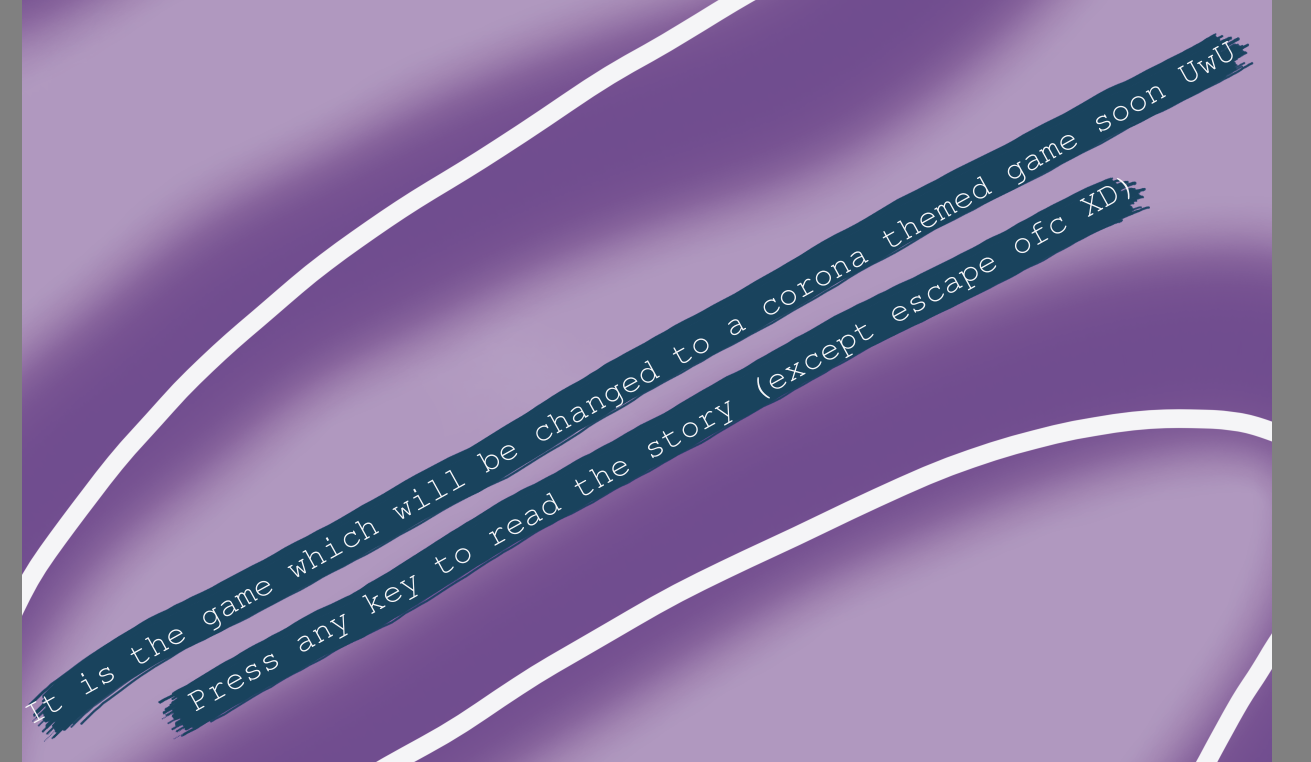 It is the game which will be changed to a corona themed game soon UwU
Press any key to read the story (except escape ofc XD)